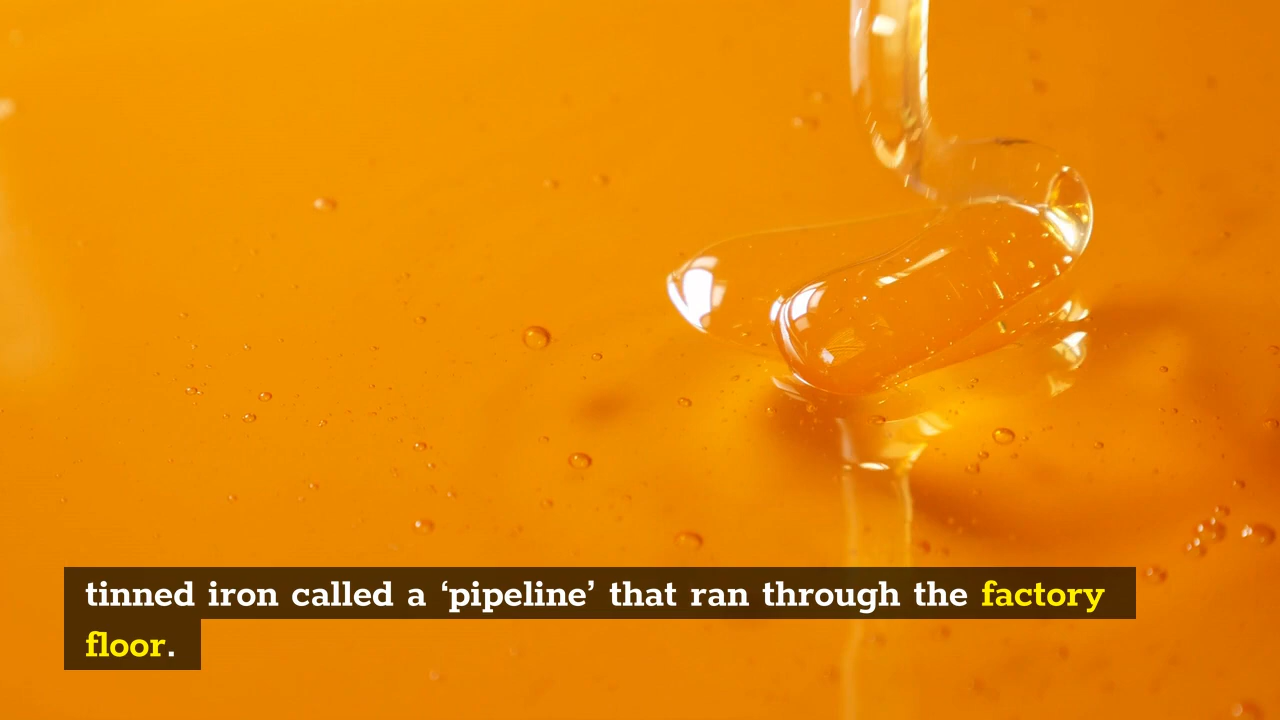 tinned iron called a ‘pipeline’ that ran through the factory
floor.